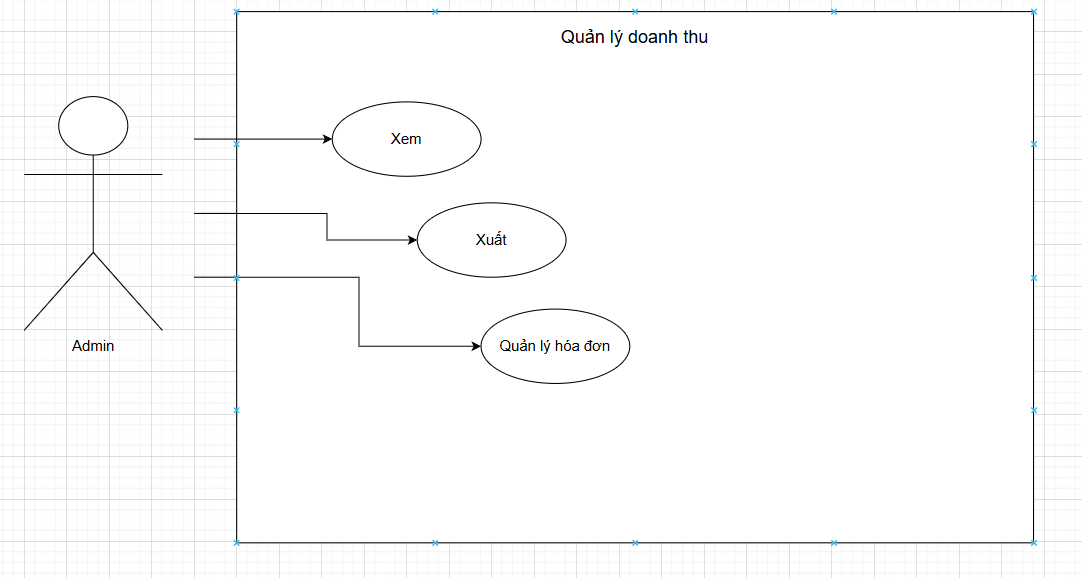 Quản lý doanh thu
Xem
Xuất
Quản lý hóa đơn
Admin